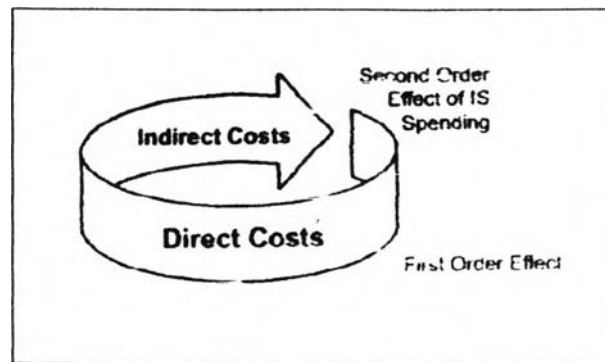 Second Order
Effect of IS
Spending
Indirect Costs
Direct Costs
First Order Effect